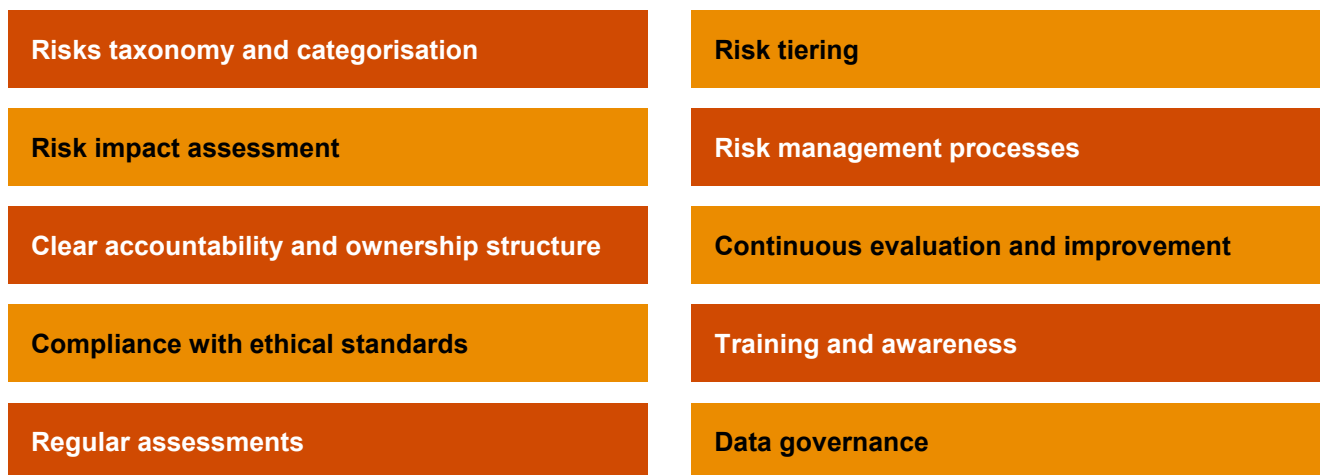 Risks taxonomy and categorisation
Risk tiering
Risk impact assessment
Risk management processes
Clear accountability and ownership structure
Continuous evaluation and improvement
Compliance with ethical standards
Training and awareness
Regular assessments
Data governance